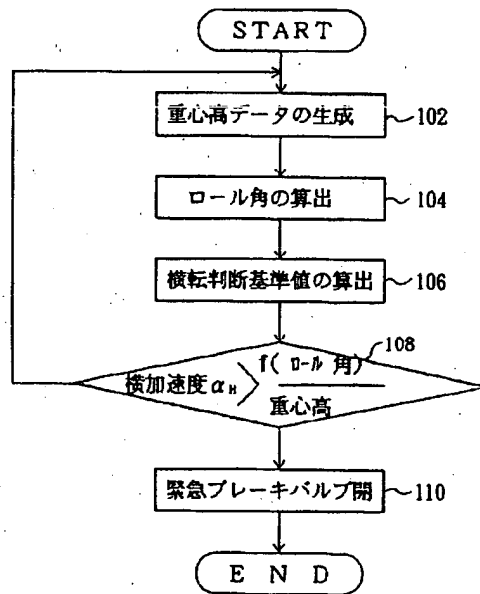 START
重心高データの生成
102
ロール角の算出
104
横転判断基準値の算出
106
108
横加速度αH > f(ロール角)
重心高
緊急ブレーキバルブ開
110
E N D